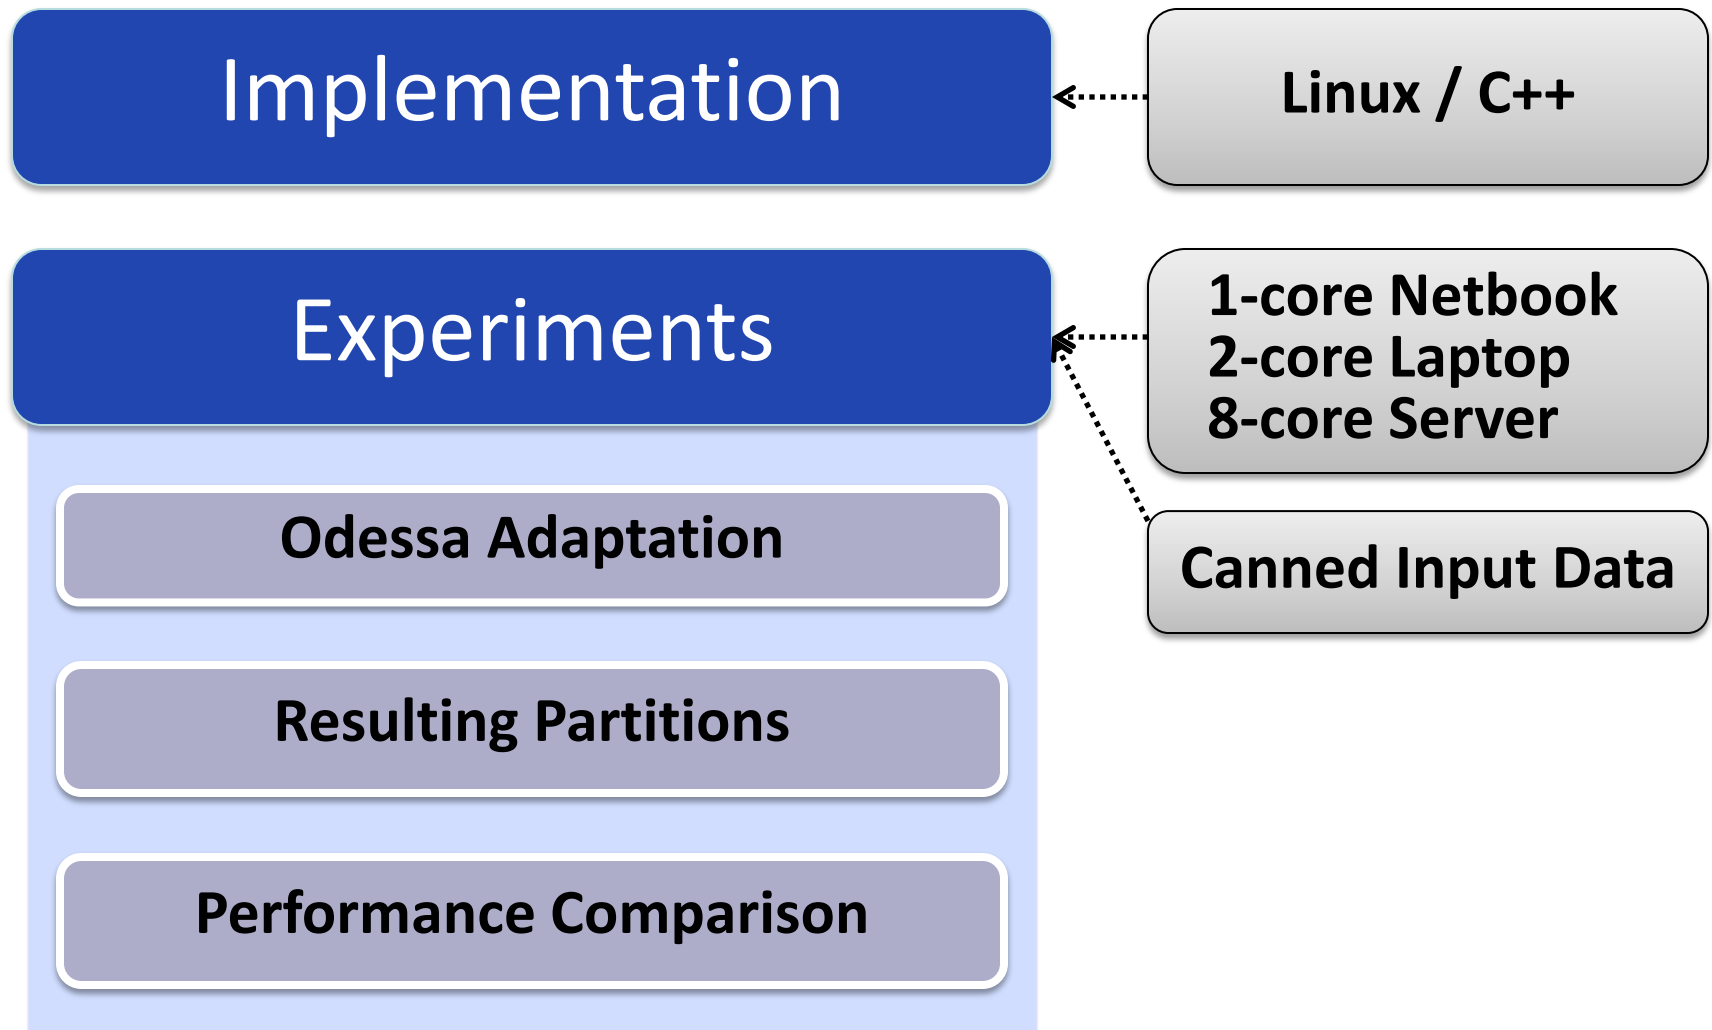 Implementation
Linux / C++
Experiments
1-core Netbook
2-core Laptop
8-core Server
Odessa Adaptation
Canned Input Data
Resulting Partitions
Performance Comparison